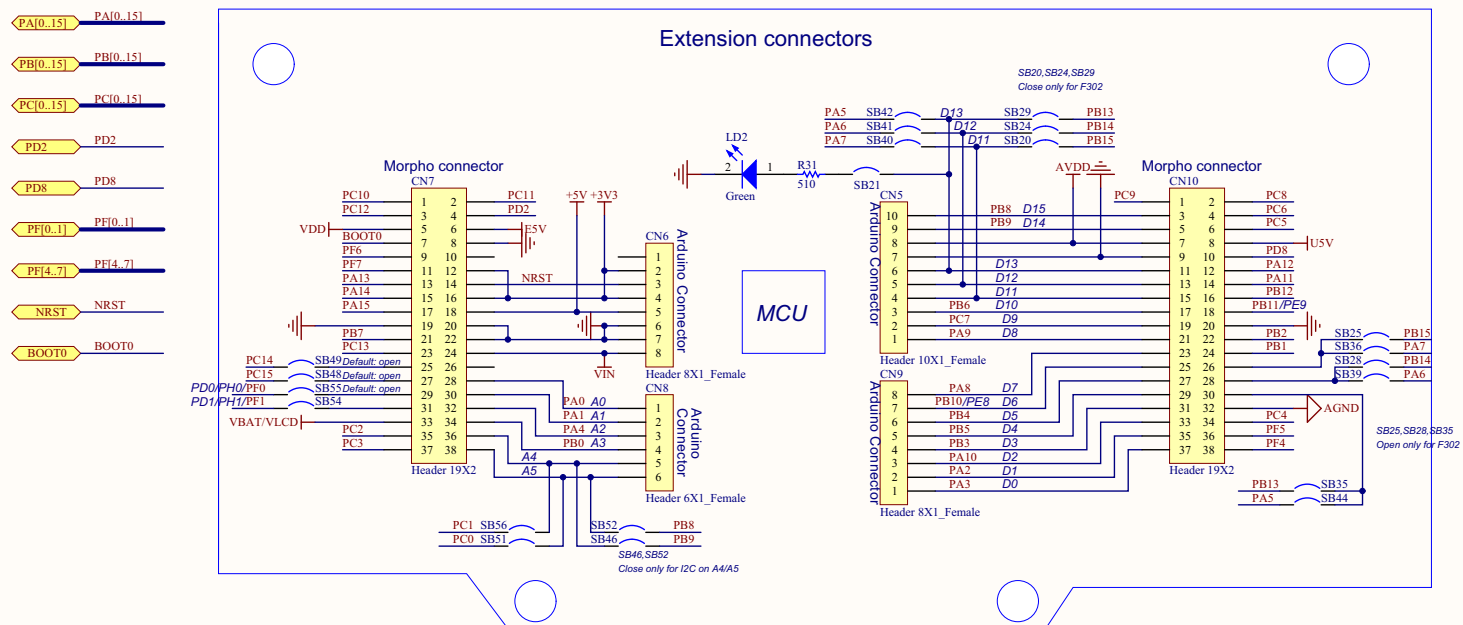 PA[0..15] PA[0..15]
PB[0..15] PB[0..15]
PC[0..15] PC[0..15]
PD2 PD2
PD8 PD8
PF[0..1] PF[0..1]
PF[4..7] PF[4..7]
NRST NRST
BOOT0 BOOT0
Extension connectors
SB20,SB24,SB29
Close only for F302
PA5 SB42 D13 SB29 PB13
PA6 SB41 D12 SB24 PB14
PA7 SB40 D11 SB20 PB15
LD2
2 1
Green
R31
510
SB21
AVDD
Morpho connector
CN7
PC10 1 2 PC11
PC12 3 4 PD2
VDD 5 6 E5V
BOOT0 7 8
PF6 9 10
PF7 11 12
PA13 13 14 NRST
PA14 15 16
PA15 17 18
19 20
PB7 21 22
PC13 23 24
PC14 SB49 Default: open 25 26
PC15 SB48 Default: open 27 28
PD0/PH0/PF0 SB55 Default: open 29 30
PD1/PH1/PF1 SB54 31 32
VBAT/VLCD 33 34
PC2 35 36
PC3 37 38
Header 19X2
+5V +3V3
CN6
1
2
3
4
5
6
7
8
Arduino Connector
Header 8X1_Female
VIN
CN8
PA0 A0 1
PA1 A1 2
PA4 A2 3
PB0 A3 4
A4 5
A5 6
Arduino
Connector
Header 6X1_Female
PC1 SB56
PC0 SB51
SB52 PB8
SB46 PB9
SB46,SB52
Close only for I2C on A4/A5
MCU
CN5
Arduino Connector
10 PB8 D15
9 PB9 D14
8
7
6 D13
5 D12
4 D11
3 PB6 D10
2 PC7 D9
1 PA9 D8
Header 10X1_Female
CN9
Arduino Connector
8 PA8 D7
7 PB10/PE8 D6
6 PB4 D5
5 PB5 D4
4 PB3 D3
3 PA10 D2
2 PA2 D1
1 PA3 D0
Header 8X1_Female
Morpho connector
CN10
PC9 1 2 PC8
3 4 PC6
5 6 PC5
7 8 U5V
9 10 PD8
11 12 PA12
13 14 PA11
15 16 PB12
17 18 PB11/PE9
19 20
21 22 PB2
23 24 PB1
25 26
27 28
29 30
31 32 AGND
33 34 PC4
35 36 PF5
37 38 PF4
Header 19X2
SB25 PB15
SB36 PA7
SB28 PB14
SB39 PA6
SB25,SB28,SB35
Open only for F302
PB13 SB35
PA5 SB44